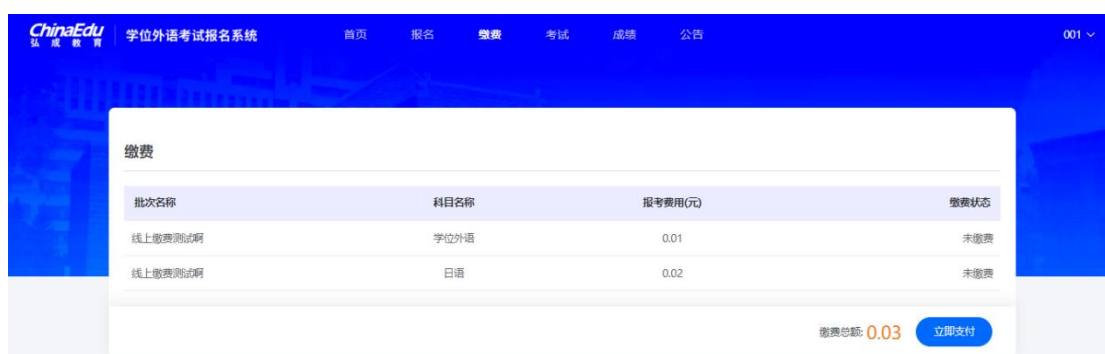 ChinaEdu 学位外语考试报名系统 首页 报名 缴费 考试 成绩 公告 001
弘成教育
缴费
批次名称 科目名称 报考费用(元) 缴费状态
线上缴费测试啊 学位外语 0.01 未缴费
线上缴费测试啊 日语 0.02 未缴费
缴费总额: 0.03 立即支付